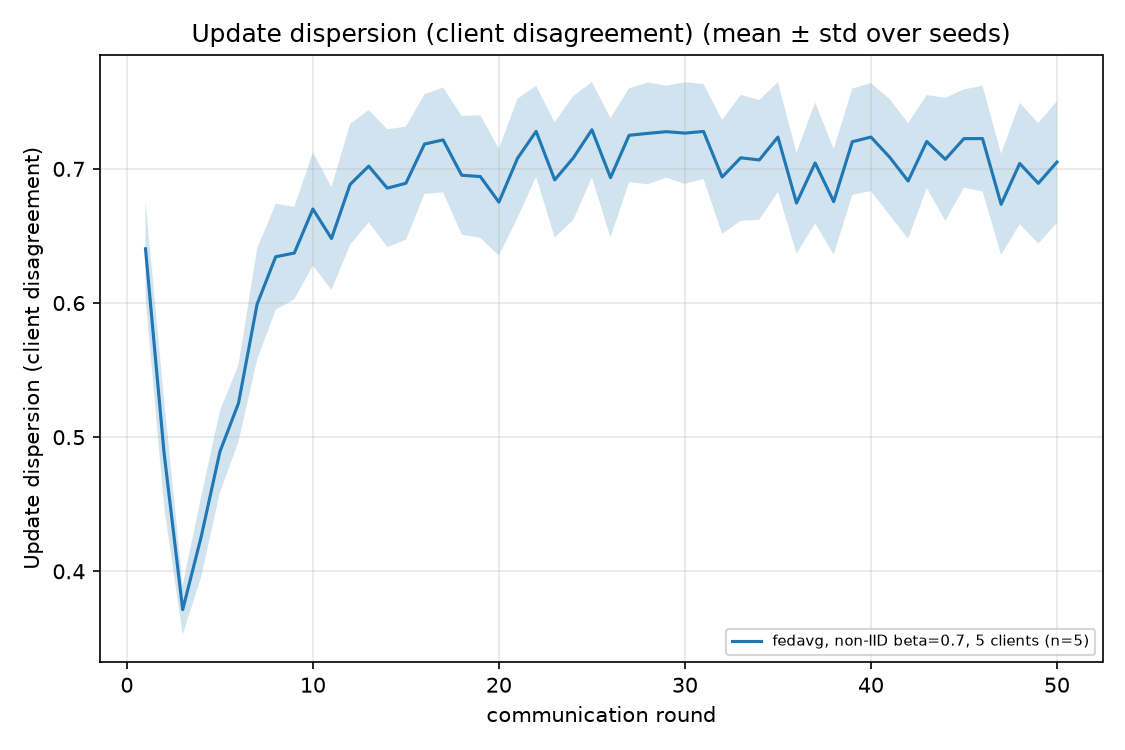 Update dispersion (client disagreement) (mean ± std over seeds)
Update dispersion (client disagreement)
0.7
0.6
0.5
0.4
0
10
20
30
40
50
communication round
fedavg, non-IID beta=0.7, 5 clients (n=5)